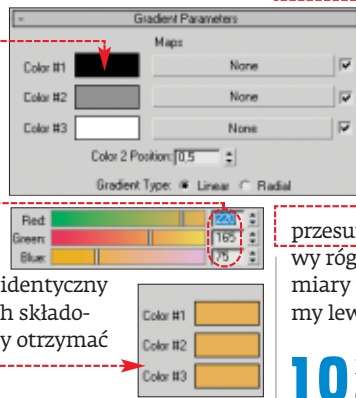 Gradient Parameters
Maps
Color #1
None
Color #2
None
Color #3
None
Color 2 Position: 0,5
Gradient Type: Linear Radial
Red:
Green: 165
Blue: 75
identyczny
h składo-
y otrzymać
Color #1
Color #2
Color #3
przesu
wy róg
miary
my lew
10